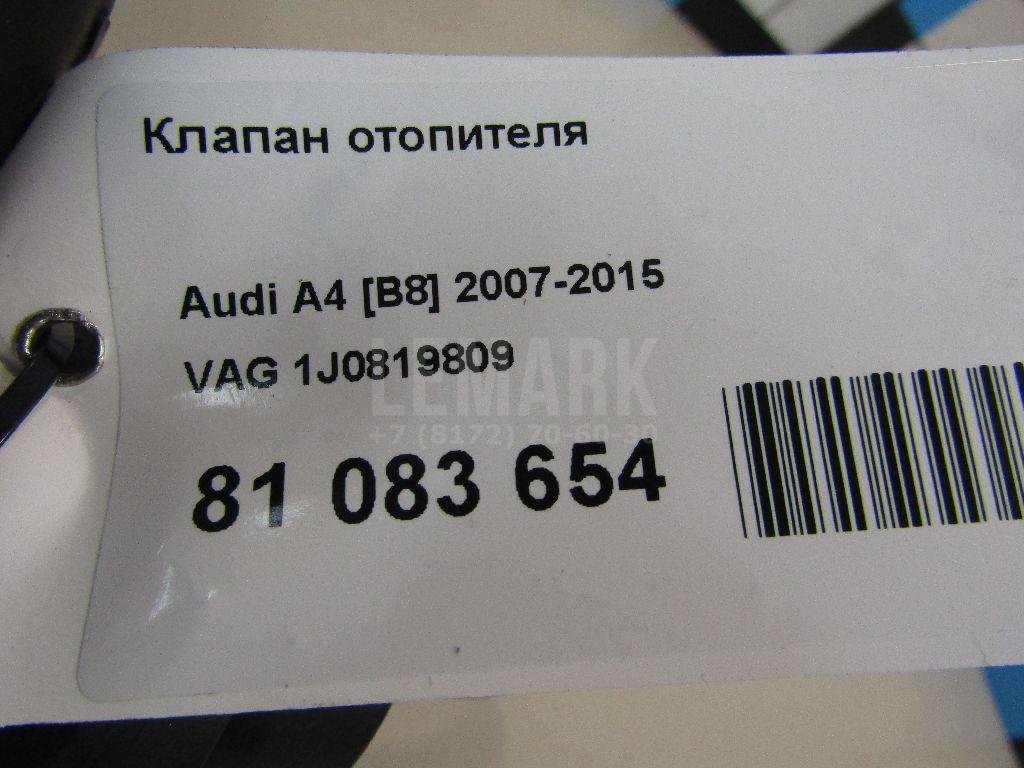 Клапан отопителя
Audi A4 [B8] 2007-2015
VAG 1J0819809
LEMARK
+7 (8172) 70-60-30
81 083 654